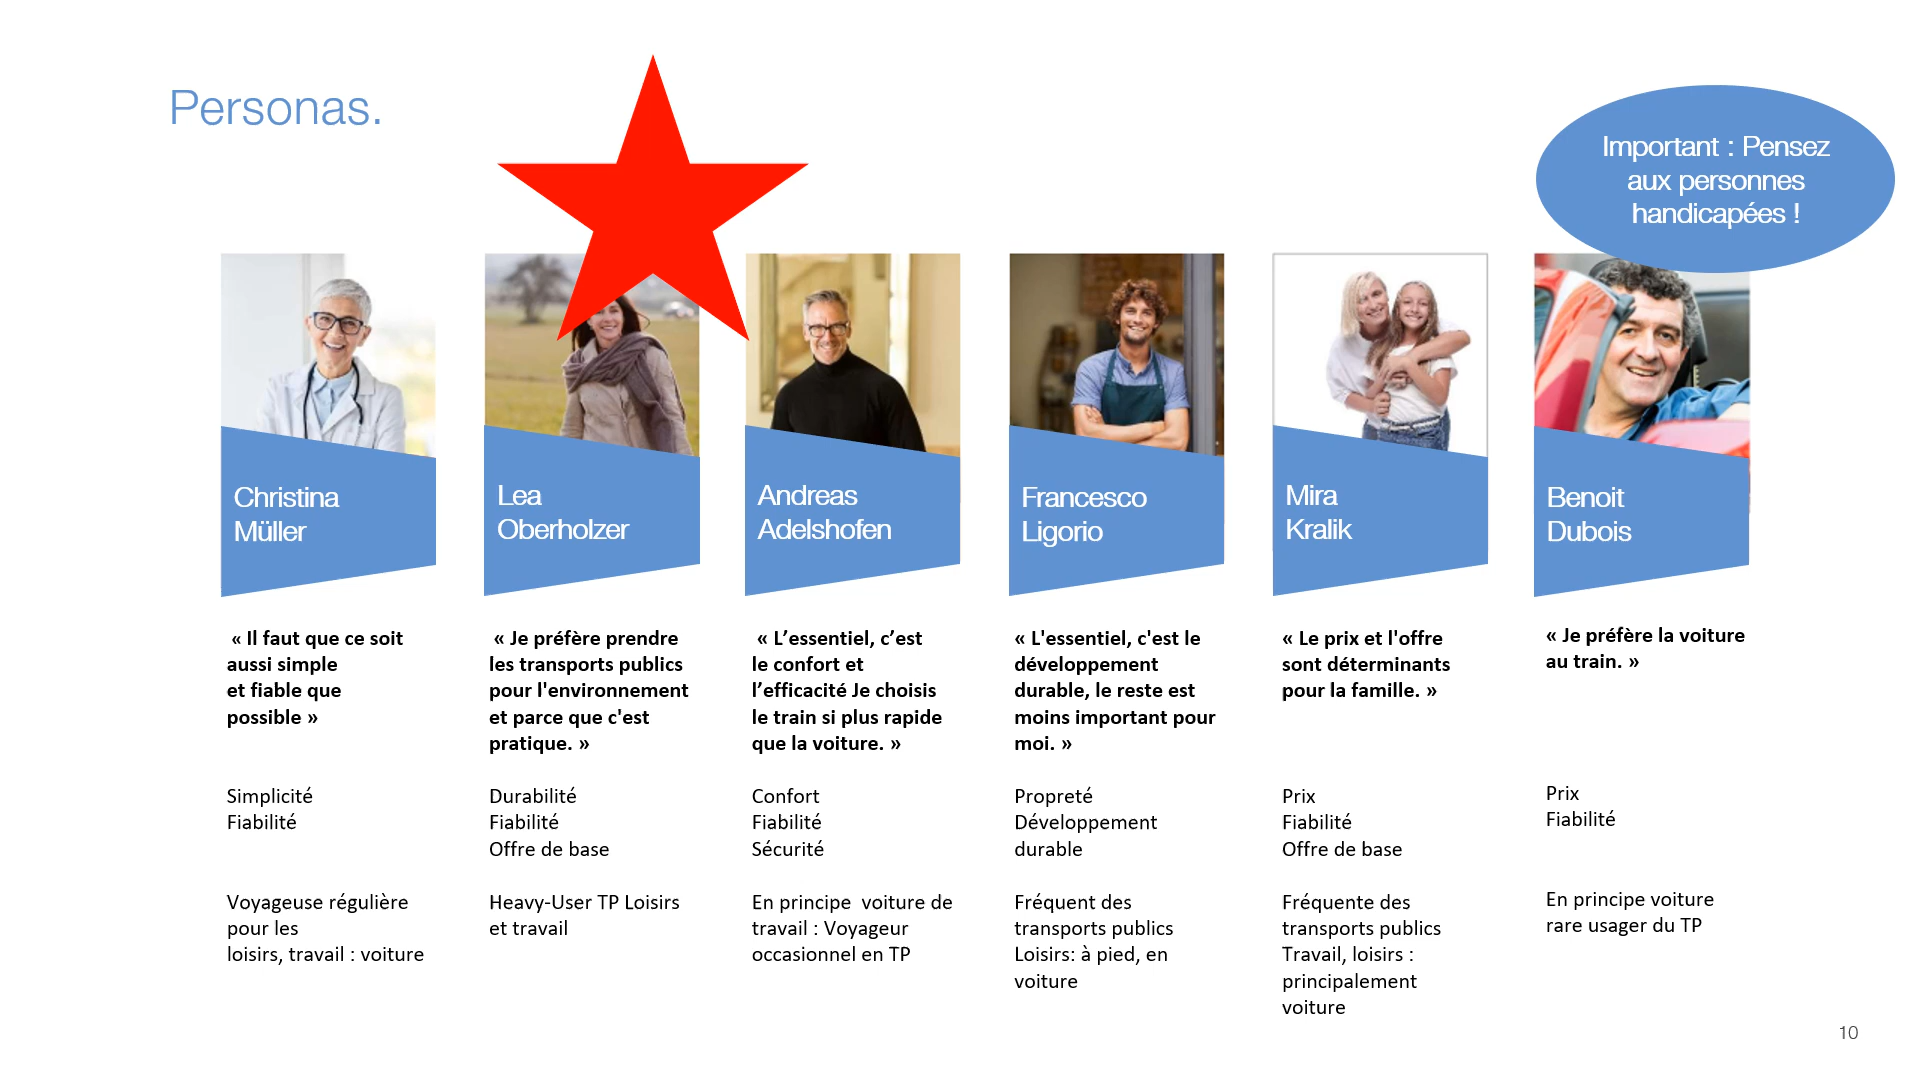 Personas.
Important : Pensez
aux personnes
handicapées !
Christina
Müller
« Il faut que ce soit
aussi simple
et fiable que
possible »
Simplicité
Fiabilité
Voyageuse régulière
pour les
loisirs, travail : voiture
Lea
Oberholzer
« Je préfère prendre
les transports publics
pour l'environnement
et parce que c'est
pratique. »
Durabilité
Fiabilité
Offre de base
Heavy-User TP Loisirs
et travail
Andreas
Adelshofen
« L’essentiel, c’est
le confort et
l’efficacité Je choisis
le train si plus rapide
que la voiture. »
Confort
Fiabilité
Sécurité
En principe  voiture de
travail : Voyageur
occasionnel en TP
Francesco
Ligorio
« L'essentiel, c'est le
développement
durable, le reste est
moins important pour
moi. »
Propreté
Développement
durable
Fréquent des
transports publics
Loisirs: à pied, en
voiture
Mira
Kralik
« Le prix et l'offre
sont déterminants
pour la famille. »
Prix
Fiabilité
Offre de base
Fréquente des
transports publics
Travail, loisirs :
principalement
voiture
Benoit
Dubois
« Je préfère la voiture
au train. »
Prix
Fiabilité
En principe voiture
rare usager du TP
10